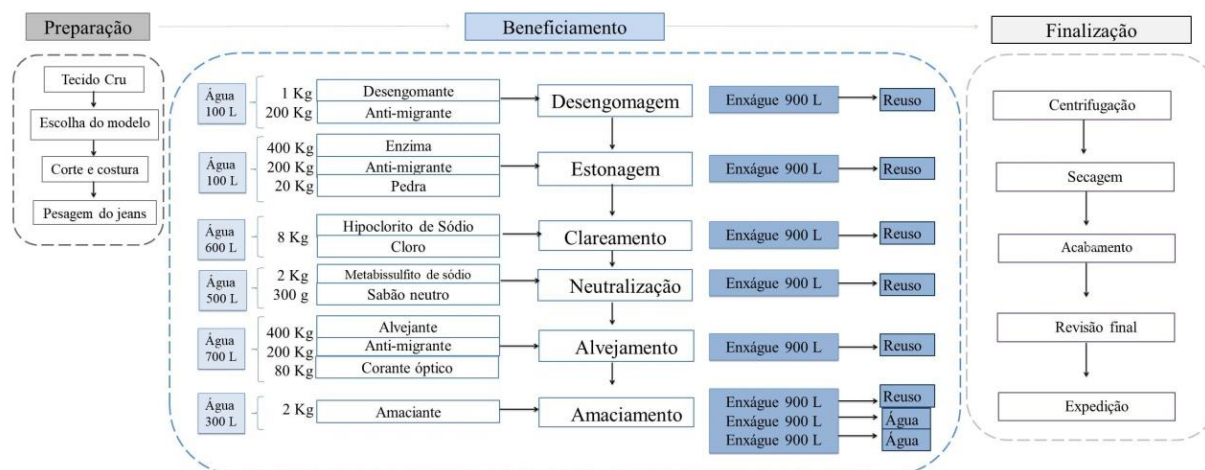 Preparação
Beneficiamento
Finalização
Tecido Cru
Escolha do modelo
Corte e costura
Pesagem do jeans
Água
100 L
1 Kg
Desengomante
200 Kg
Anti-migrante
Desengomagem
Enxágue 900 L
Reuso
Água
100 L
400 Kg
Enzima
200 Kg
Anti-migrante
20 Kg
Pedra
Estonagem
Enxágue 900 L
Reuso
Água
600 L
8 Kg
Hipoclorito de Sódio
Cloro
Clareamento
Enxágue 900 L
Reuso
Água
500 L
2 Kg
Metabissulfito de sódio
300 g
Sabão neutro
Neutralização
Enxágue 900 L
Reuso
Água
700 L
400 Kg
Alvejante
200 Kg
Anti-migrante
80 Kg
Corante óptico
Alvejamento
Enxágue 900 L
Reuso
Água
300 L
2 Kg
Amaciante
Amaciamento
Enxágue 900 L
Reuso
Enxágue 900 L
Água
Enxágue 900 L
Água
Centrifugação
Secagem
Acabamento
Revisão final
Expedição